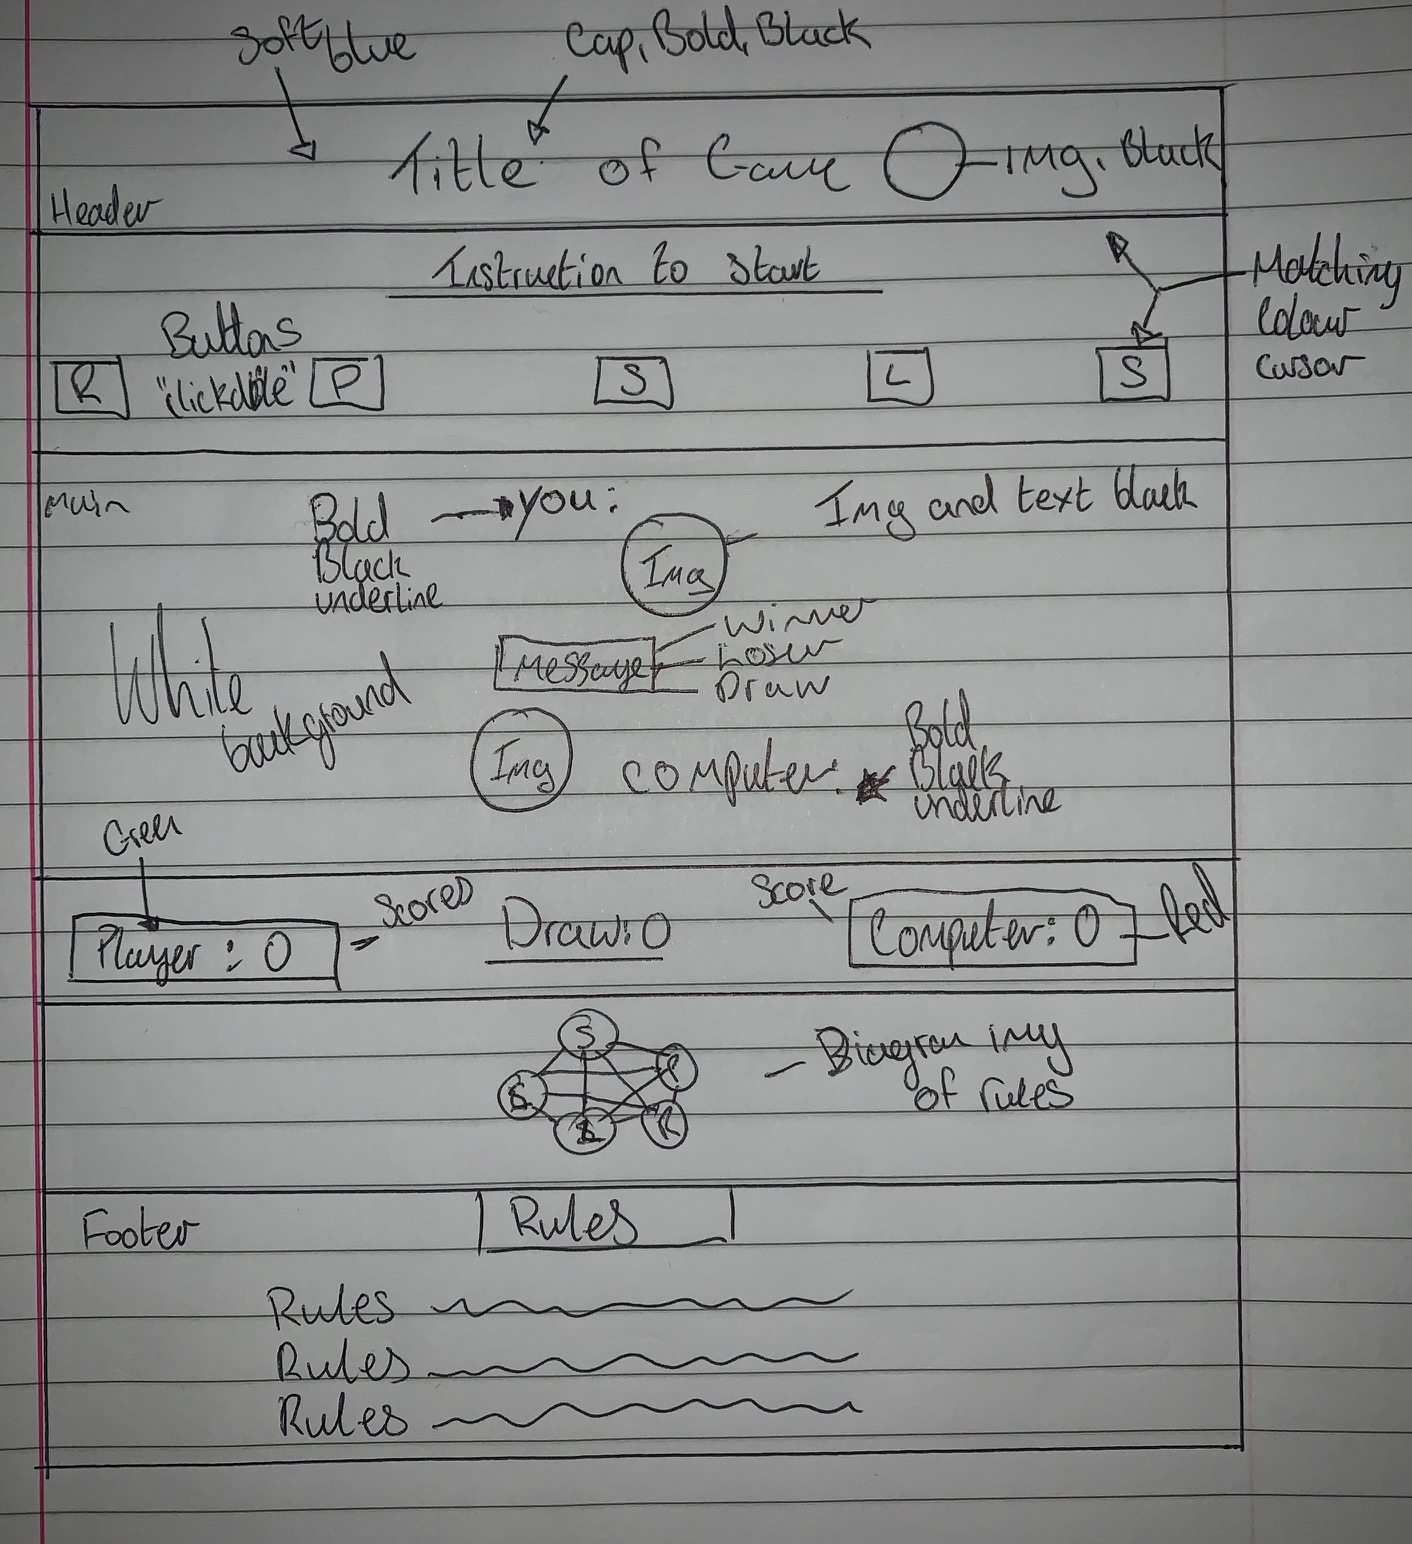 Soft blue
Cap, Bold, Black
Title of Game
IMg. Black
Header
Instruction to Start
Matching
Colour
Cursor
Buttons
"clickable"
R
P
S
L
S
Main
Bold
Black
underline
you:
Img and text black
Img
White
background
Message
Winner
Loser
Draw
Img
computer:
Bold
Black
underline
Green
Player: 0
Scores
Draw: 0
Score
Computer: 0
Red
S
R
Diagram img
of rules
Footer
Rules
Rules
Rules
Rules